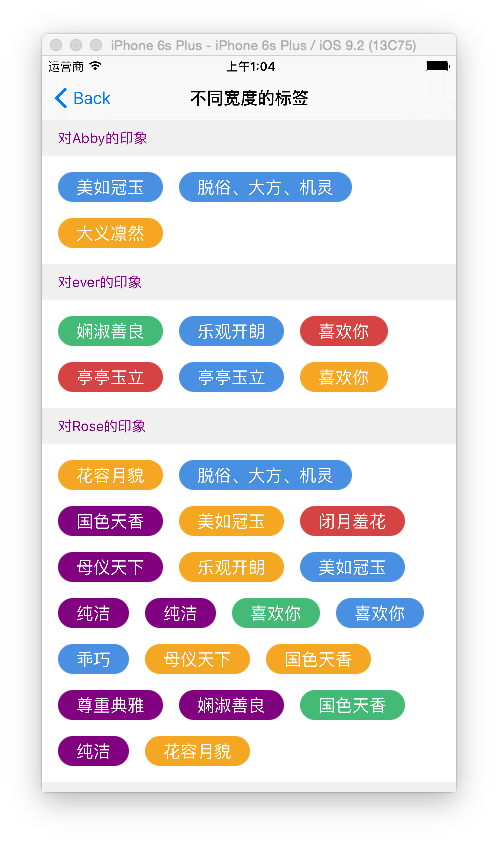 iPhone 6s Plus - iPhone 6s Plus / iOS 9.2 (13C75)
运营商 上午1:04
Back 不同宽度的标签
对Abby的印象
美如冠玉 脱俗、大方、机灵
大义凛然
对ever的印象
娴淑善良 乐观开朗 喜欢你
亭亭玉立 亭亭玉立 喜欢你
对Rose的印象
花容月貌 脱俗、大方、机灵
国色天香 美如冠玉 闭月羞花
母仪天下 乐观开朗 美如冠玉
纯洁 纯洁 喜欢你 喜欢你
乖巧 母仪天下 国色天香
尊重典雅 娴淑善良 国色天香
纯洁 花容月貌